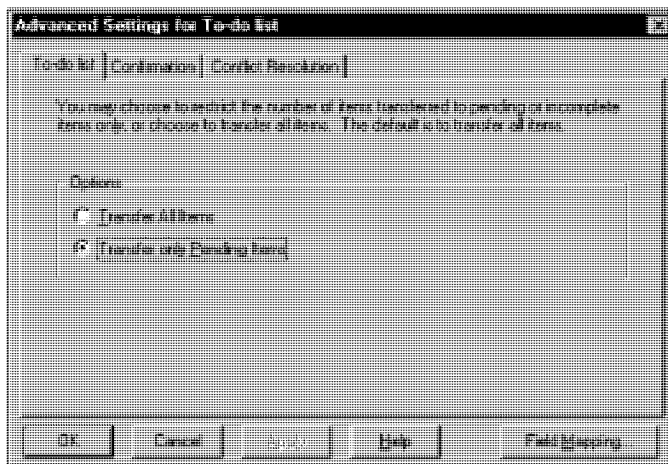 Advanced Settings for To-do list
To-do list Confirmation Conflict Resolution
You may choose to restrict the number of items transferred to pending or incomplete
items only, or choose to transfer all items. The default is to transfer all items.
Options
Transfer All Items
Transfer only Pending Items
OK Cancel Apply Help Field Mapping...